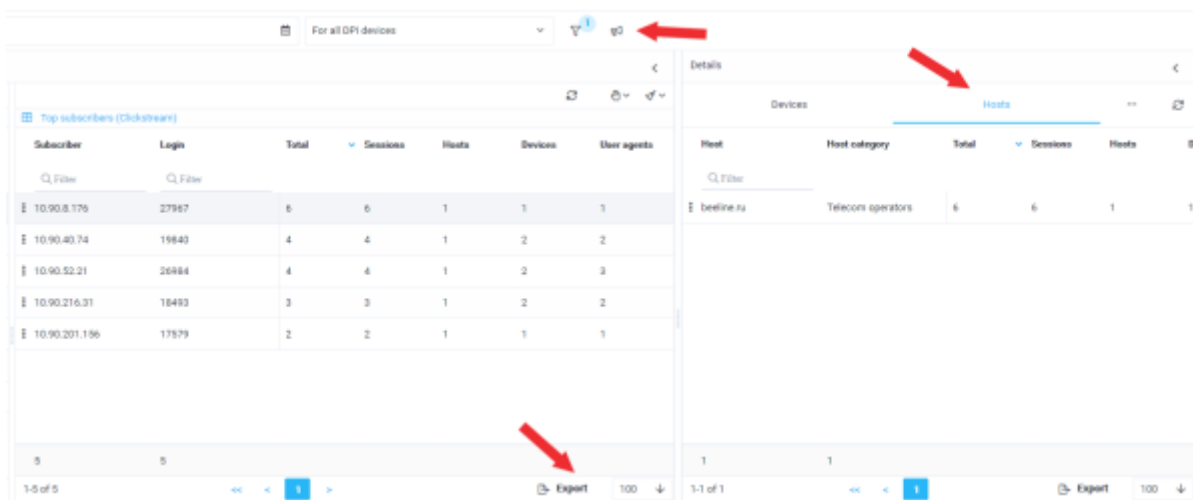 For all DPI devices
1
Details
Devices
Hosts
Top subscribers (Clickstream)
Subscriber Login Total Sessions Hosts Devices User agents
Host Host category Total Sessions Hosts
Filter Filter
Filter
10.90.8.176 27967 6 6 1 1 1
beeline.ru Telecom operators 6 6 1 1
10.90.40.74 19840 4 4 1 2 2
10.90.52.21 26984 4 4 1 2 3
10.90.216.31 18493 3 3 1 2 2
10.90.201.156 17579 2 2 1 1 1
5 5
1 1
1-5 of 5 << < 1 > Export 100
1-1 of 1 << < 1 Export 100